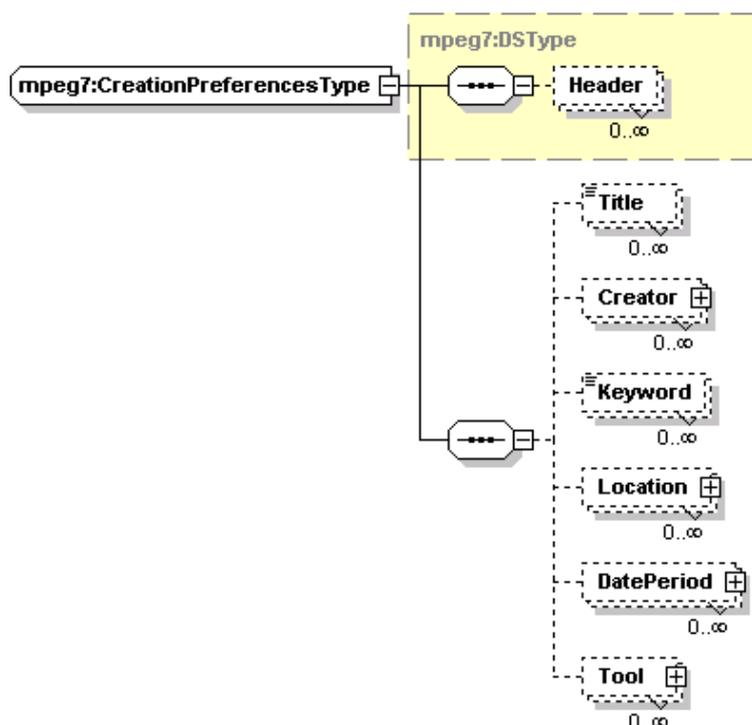 mpeg7:DSType
mpeg7:CreationPreferencesType
Header
0..∞
Title
0..∞
Creator
0..∞
Keyword
0..∞
Location
0..∞
DatePeriod
0..∞
Tool
0..∞